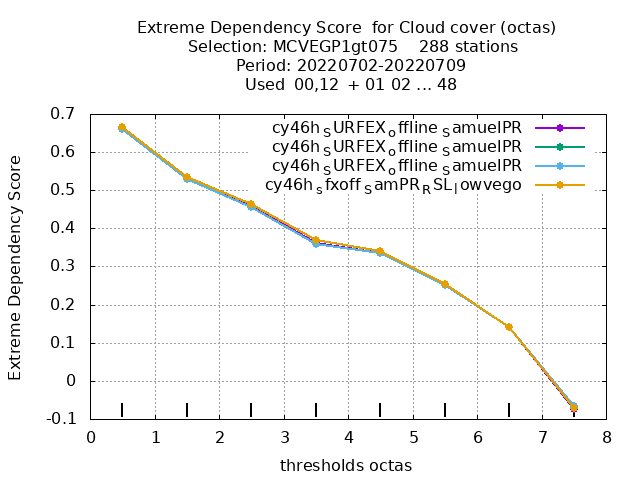 Extreme Dependency Score  for Cloud cover (octas)
Selection: MCVEGP1gt075    288 stations
Period: 20220702-20220709
Used  00,12  + 01 02 ... 48
cy46h_SURFEX_offline_SamuelPR
cy46h_SURFEX_offline_SamuelPR
cy46h_SURFEX_offline_SamuelPR
cy46h_sfxoff_SamPR_RSL_lowvego
Extreme Dependency Score
0.7
0.6
0.5
0.4
0.3
0.2
0.1
0
-0.1
0 1 2 3 4 5 6 7 8
thresholds octas